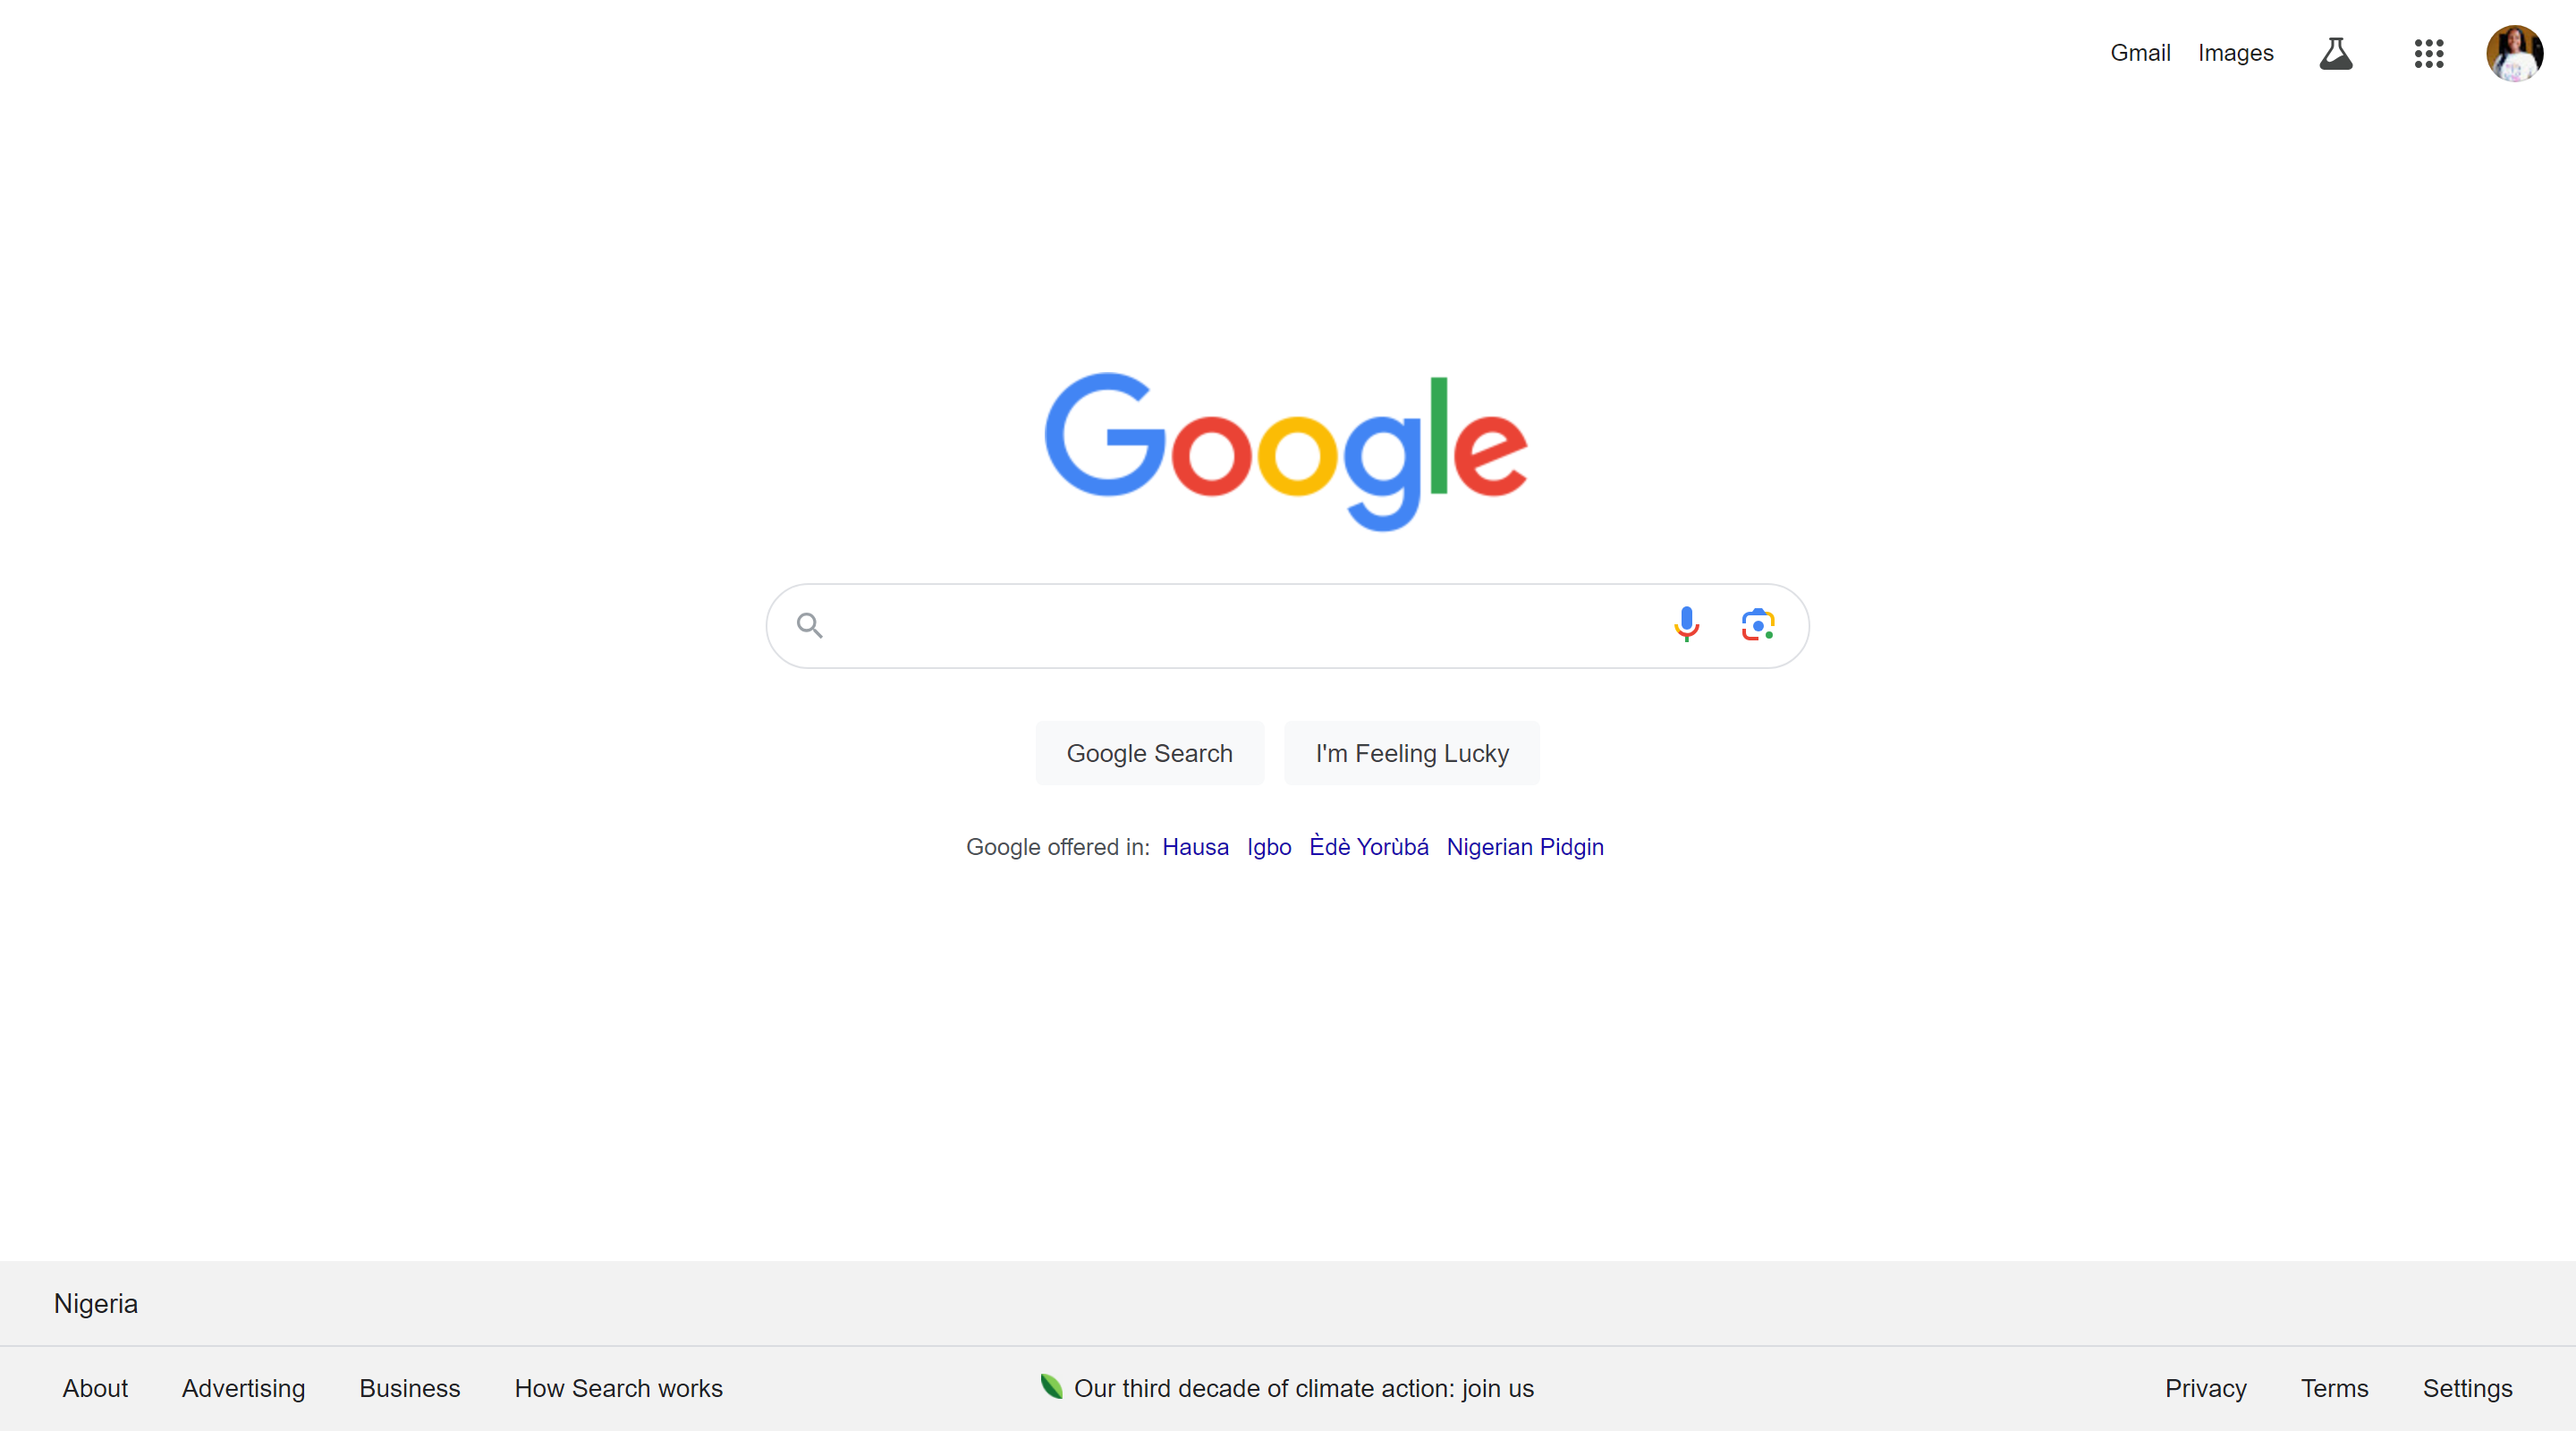 Gmail Images
Google
Google Search I'm Feeling Lucky
Google offered in: Hausa Igbo Èdè Yorùbá Nigerian Pidgin
Nigeria
About Advertising Business How Search works Our third decade of climate action: join us Privacy Terms Settings